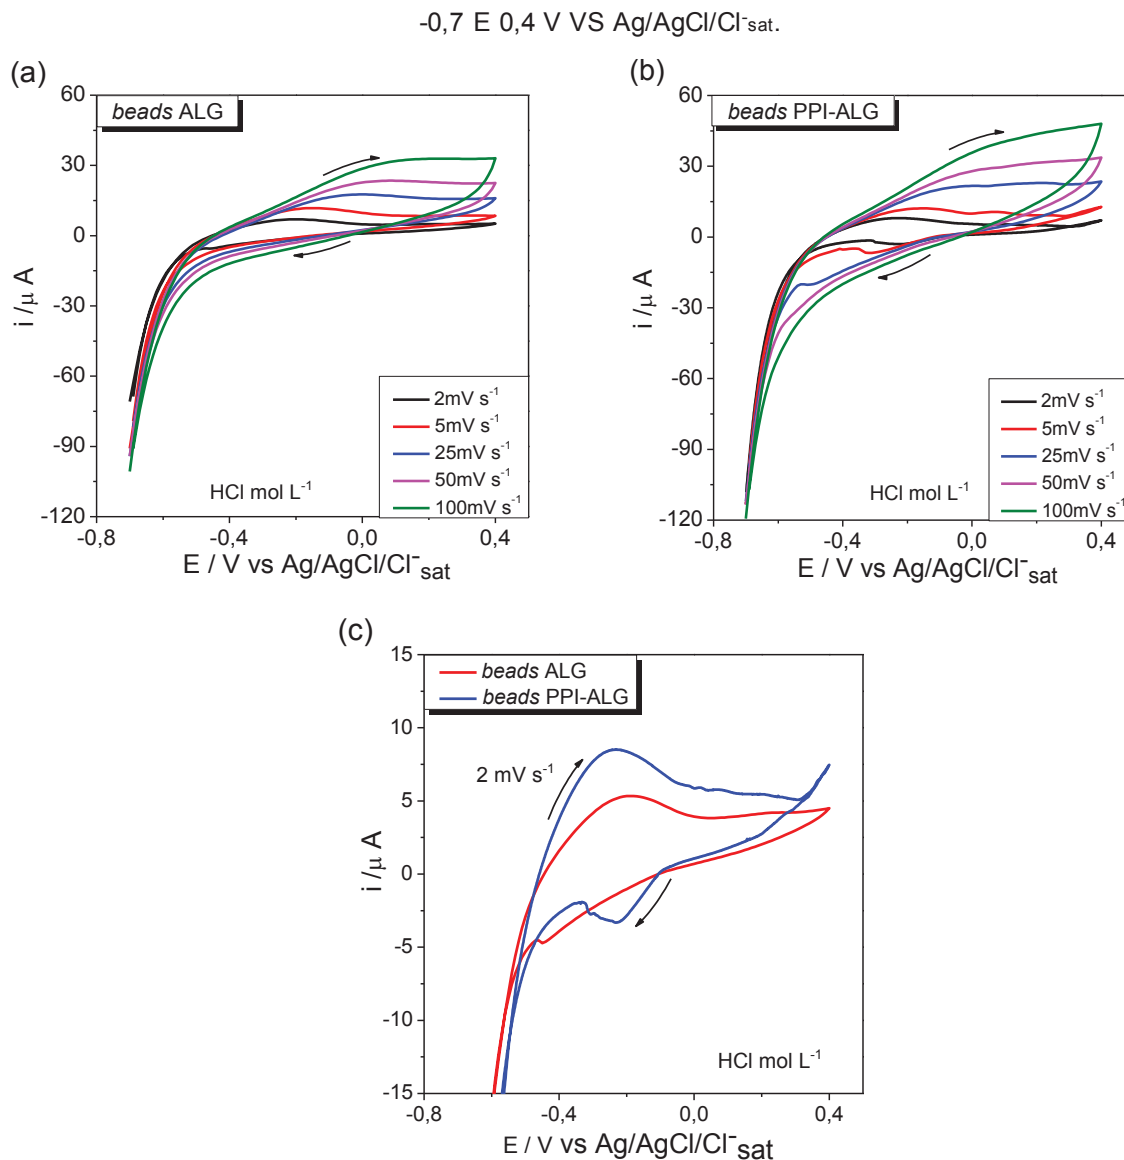 -0,7 E 0,4 V VS Ag/AgCl/Cl⁻sat.
(a)
beads ALG
60
30
0
-30
-60
-90
-120
i /μ A
2mV s⁻¹
5mV s⁻¹
25mV s⁻¹
50mV s⁻¹
100mV s⁻¹
HCl mol L⁻¹
-0,8
-0,4
0,0
0,4
E / V vs Ag/AgCl/Cl⁻sat
(b)
beads PPI-ALG
60
30
0
-30
-60
-90
-120
i /μ A
2mV s⁻¹
5mV s⁻¹
25mV s⁻¹
50mV s⁻¹
100mV s⁻¹
HCl mol L⁻¹
-0,8
-0,4
0,0
0,4
E / V vs Ag/AgCl/Cl⁻sat
(c)
beads ALG
beads PPI-ALG
15
10
5
0
-5
-10
-15
i /μ A
2 mV s⁻¹
HCl mol L⁻¹
-0,8
-0,4
0,0
0,4
E / V vs Ag/AgCl/Cl⁻sat